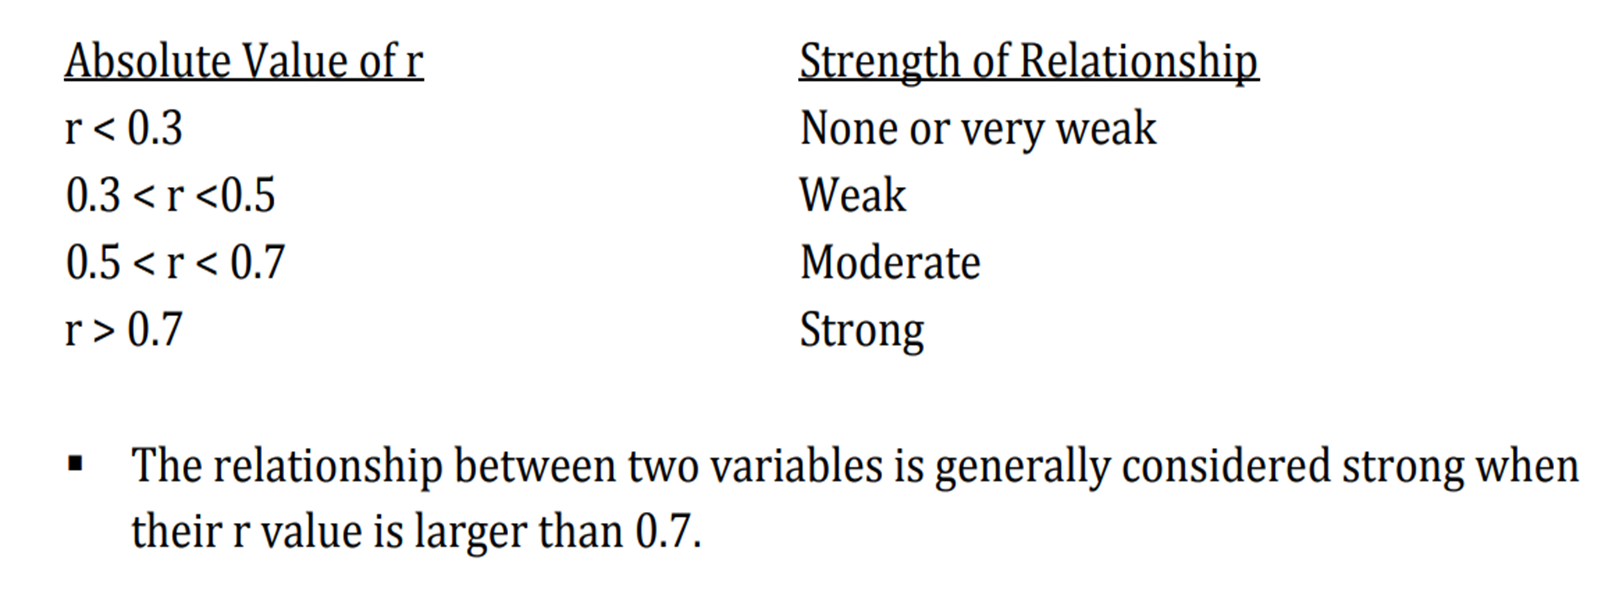 Absolute Value of r Strength of Relationship
r < 0.3 None or very weak
0.3 < r <0.5 Weak
0.5 < r < 0.7 Moderate
r > 0.7 Strong
▪ The relationship between two variables is generally considered strong when
their r value is larger than 0.7.